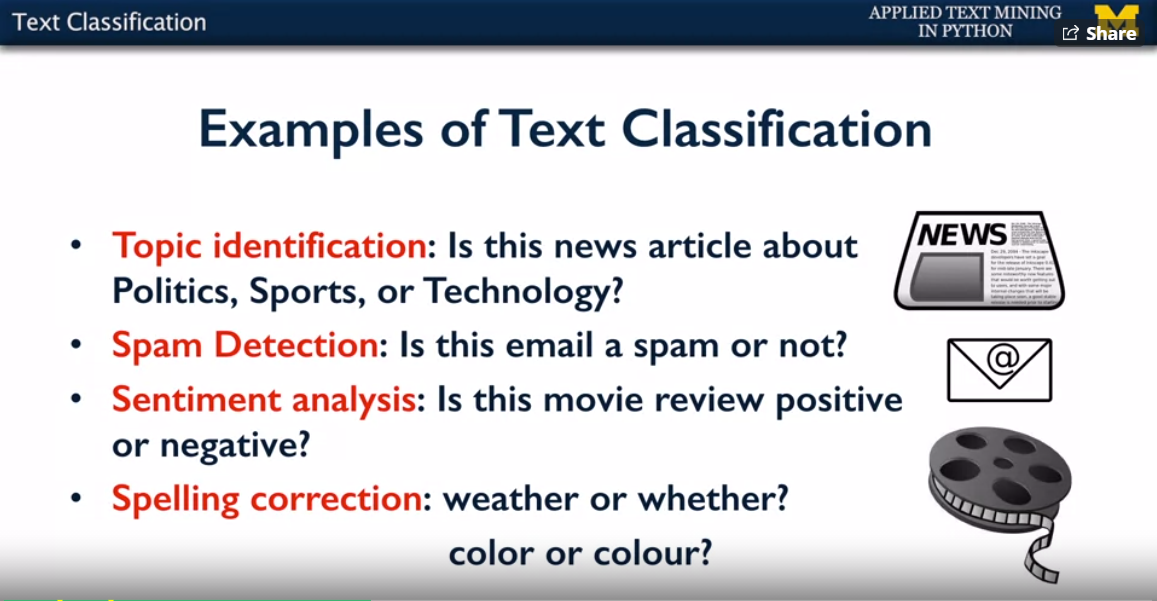 Text Classification
APPLIED TEXT MINING
IN PYTHON
Share
Examples of Text Classification
• Topic identification: Is this news article about
Politics, Sports, or Technology?
NEWS
• Spam Detection: Is this email a spam or not?
@
• Sentiment analysis: Is this movie review positive
or negative?
• Spelling correction: weather or whether?
color or colour?